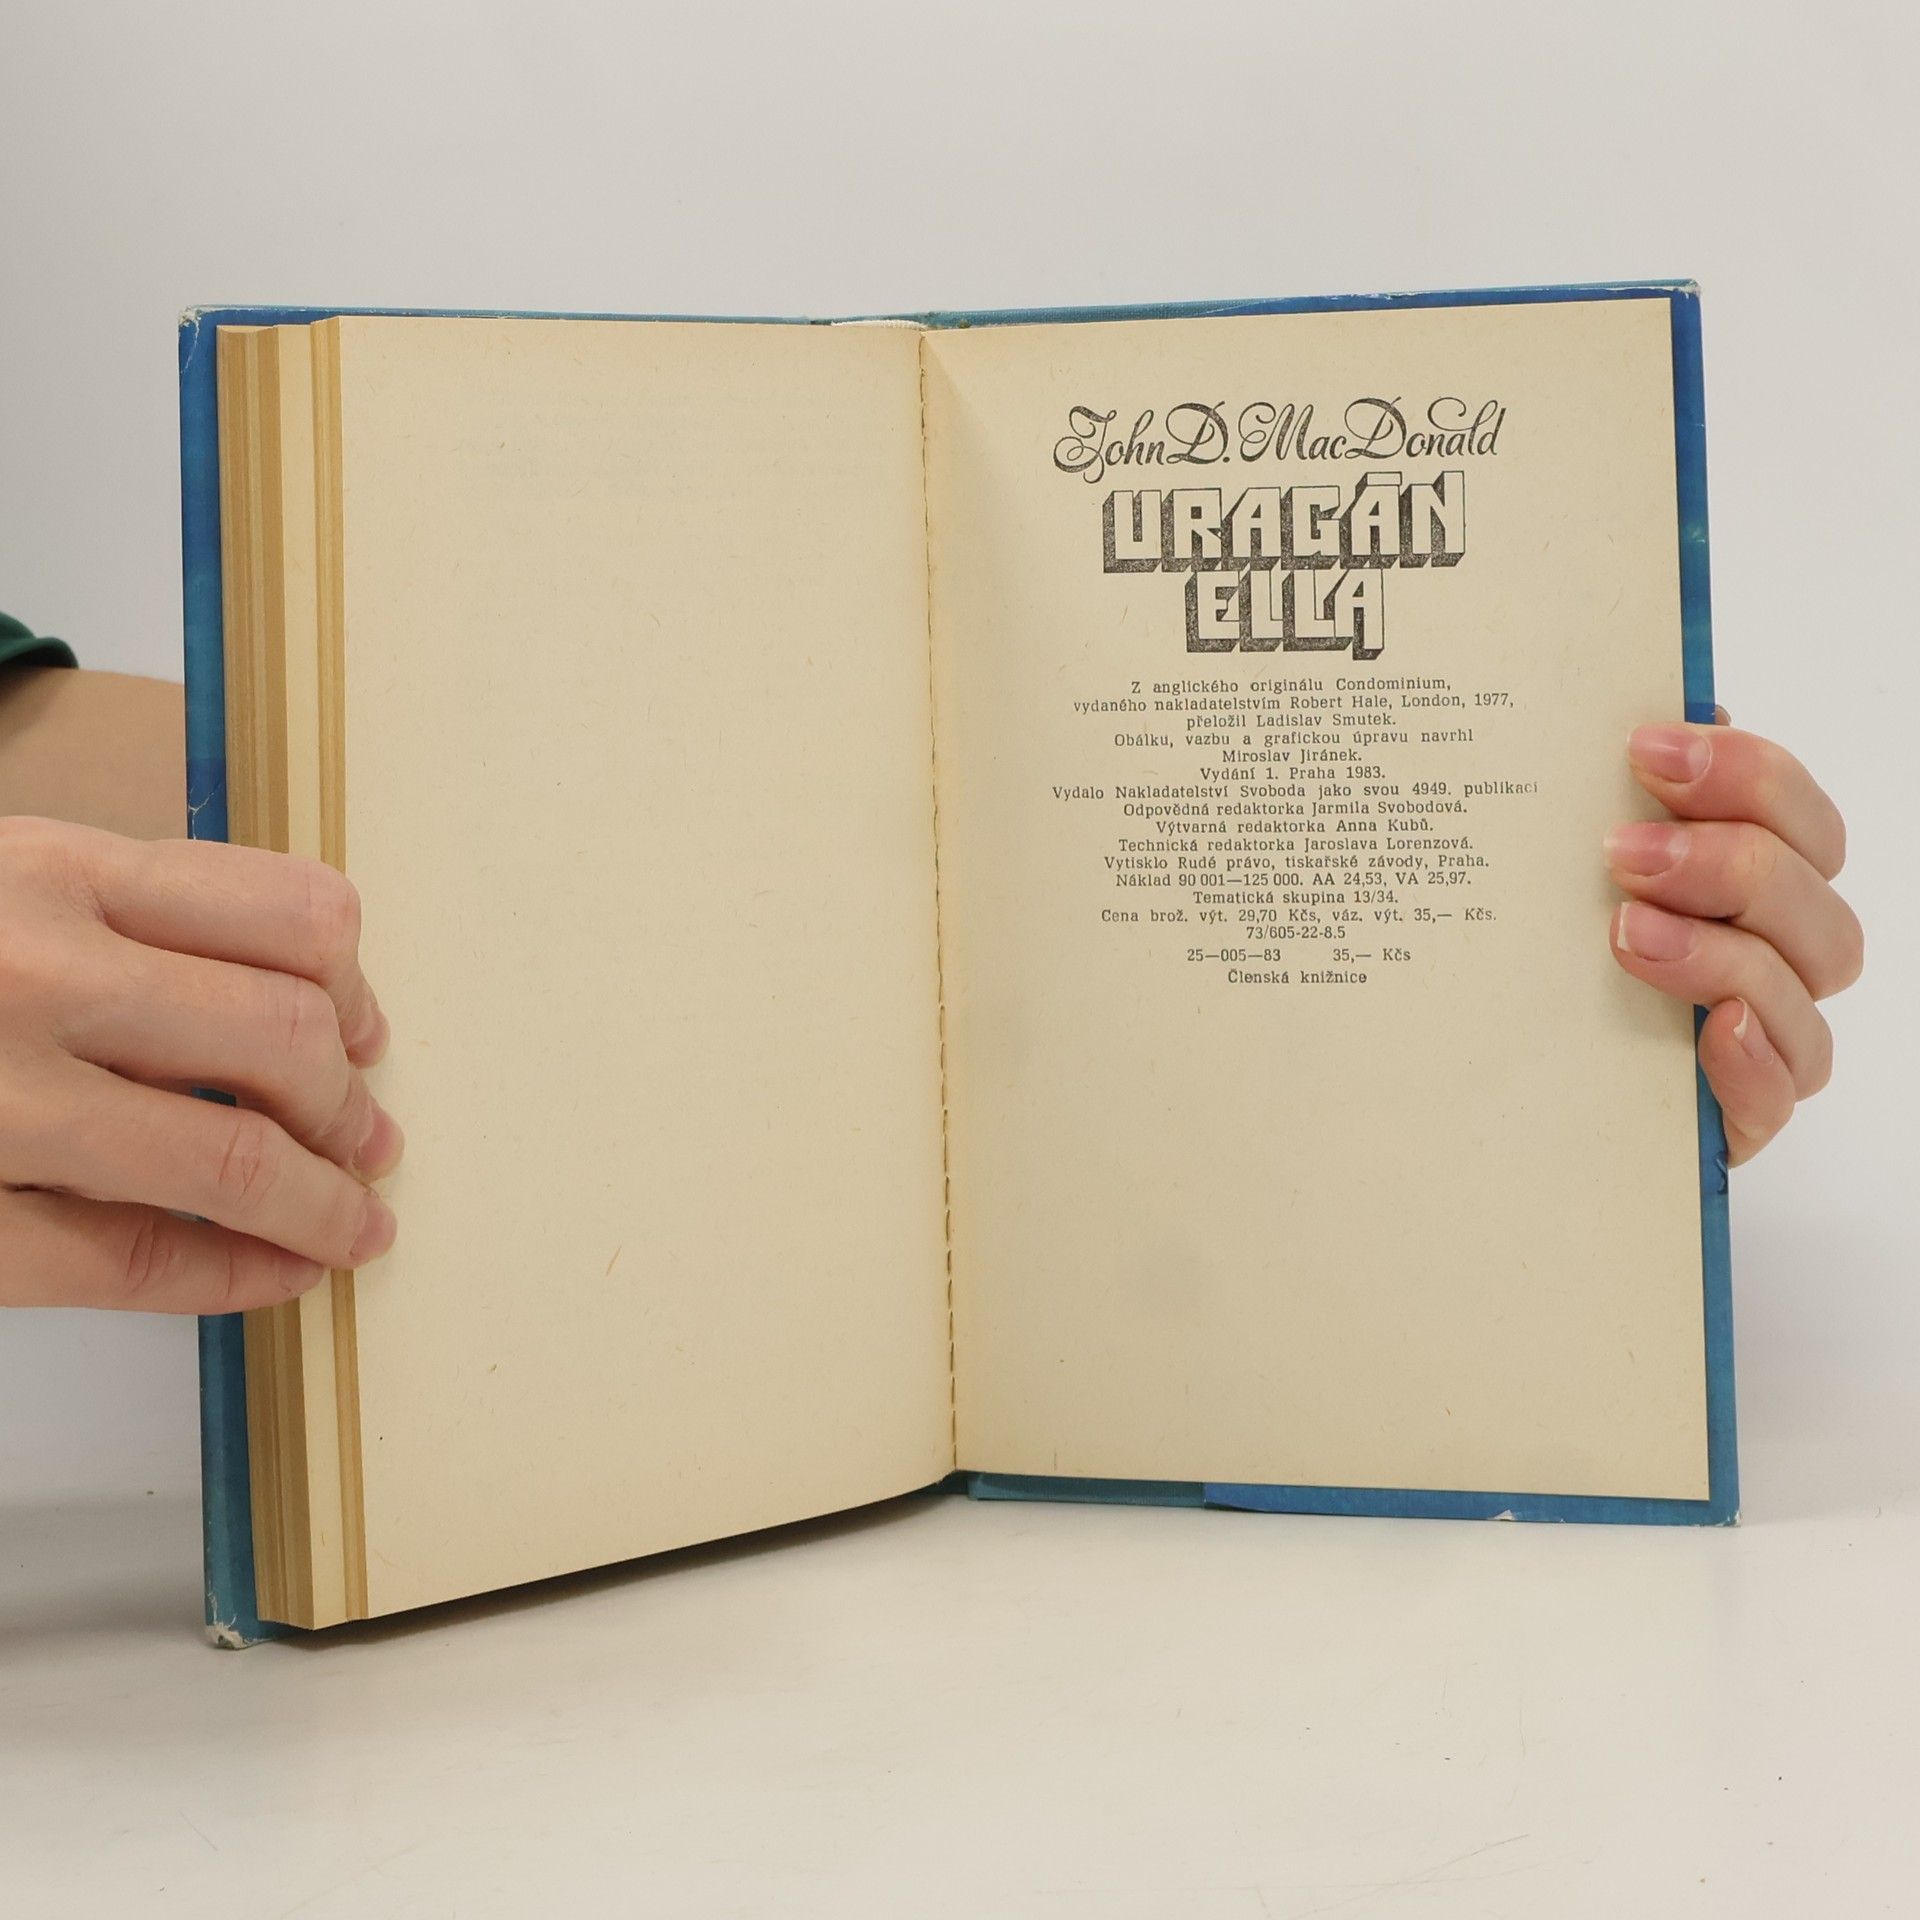 John D. MacDonald
URAGÁN
ELLA
Z anglického originálu Condominium,
vydaného nakladatelstvím Robert Hale, London, 1977,
přeložil Ladislav Smutek.
Obálku, vazbu a grafickou úpravu navrhl
Miroslav Jiránek.
Vydání 1. Praha 1983.
Vydalo Nakladatelství Svoboda jako svou 4949. publikaci
Odpovědná redaktorka Jarmila Svobodová.
Výtvarná redaktorka Anna Kubů.
Technická redaktorka Jaroslava Lorenzová.
Vytisklo Rudé právo, tiskařské závody, Praha.
Náklad 90 001—125 000. AA 24,53, VA 25,97.
Tematická skupina 13/34.
Cena brož. výt. 29,70 Kčs, váz. výt. 35,— Kčs.
73/605-22-8.5
25—005—83 35,— Kčs
Členská knižnice